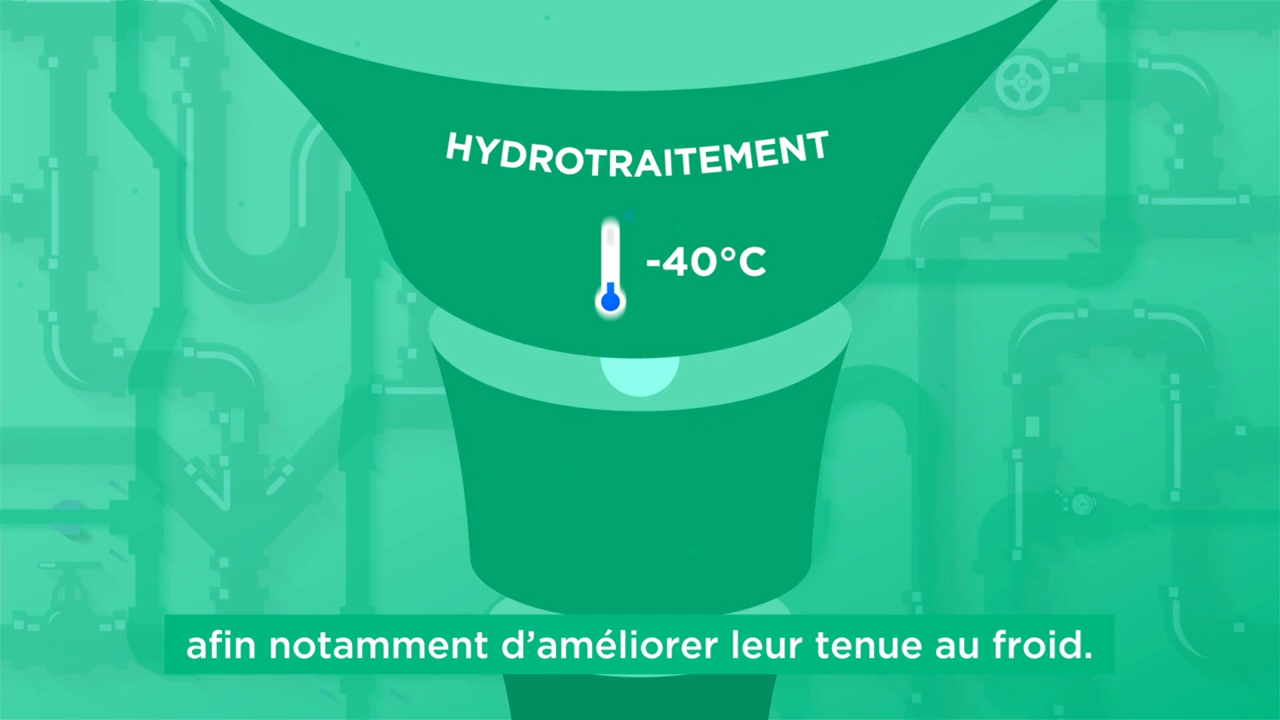 HYDROTRAITEMENT
-40°C
afin notamment d’améliorer leur tenue au froid.